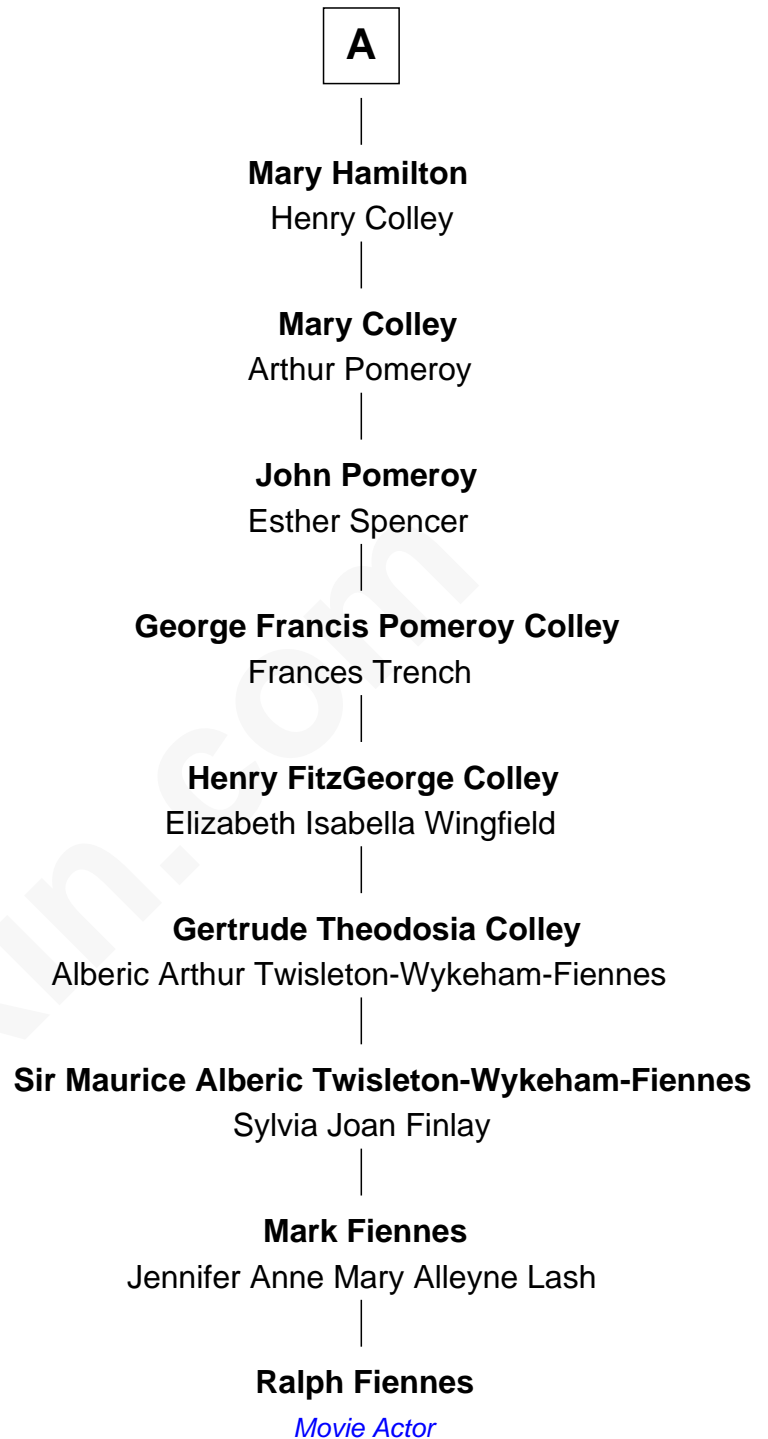 A
Mary Hamilton
Henry Colley
Mary Colley
Arthur Pomeroy
John Pomeroy
Esther Spencer
George Francis Pomeroy Colley
Frances Trench
Henry FitzGeorge Colley
Elizabeth Isabella Wingfield
Gertrude Theodosia Colley
Alberic Arthur Twisleton-Wykeham-Fiennes
Sir Maurice Alberic Twisleton-Wykeham-Fiennes
Sylvia Joan Finlay
Mark Fiennes
Jennifer Anne Mary Alleyne Lash
Ralph Fiennes
Movie Actor
kin.com